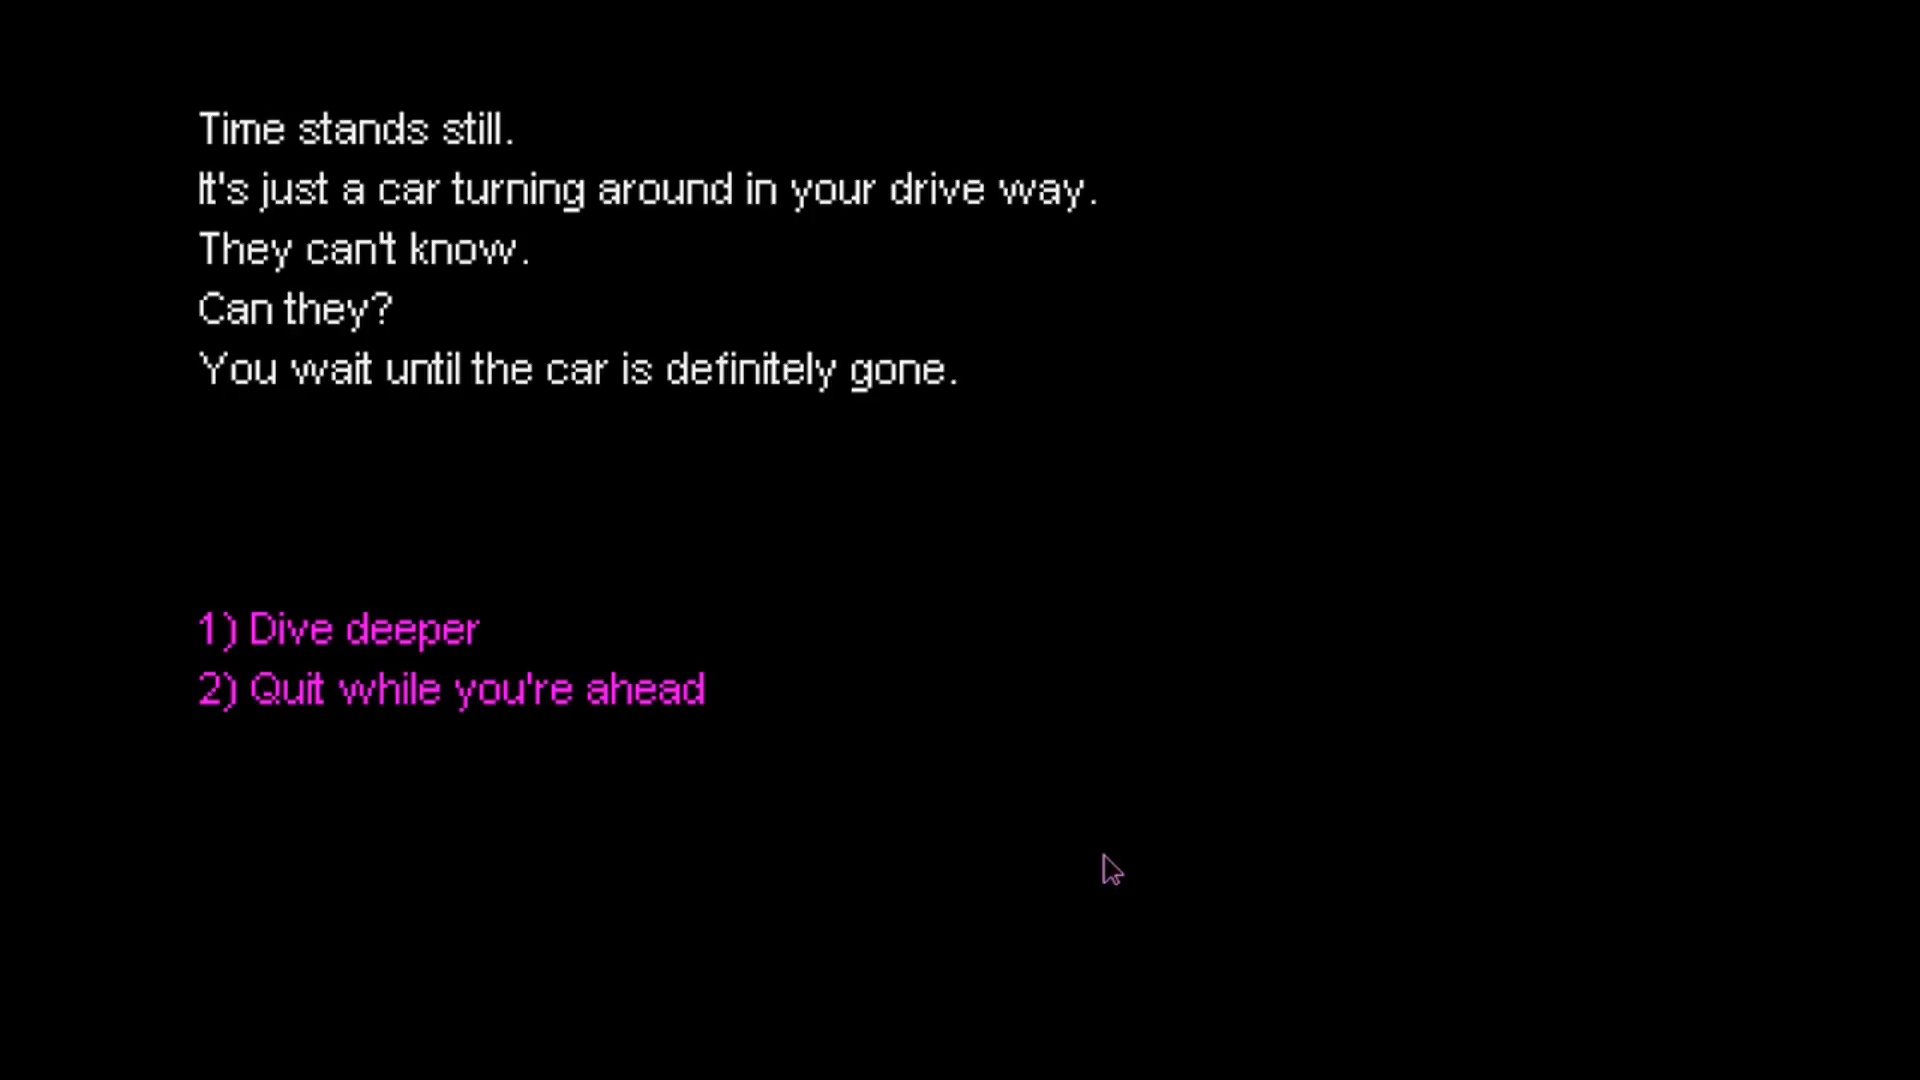 Time stands still.
It's just a car turning around in your drive way.
They can't know.
Can they?
You wait until the car is definitely gone.
1) Dive deeper
2) Quit while you're ahead